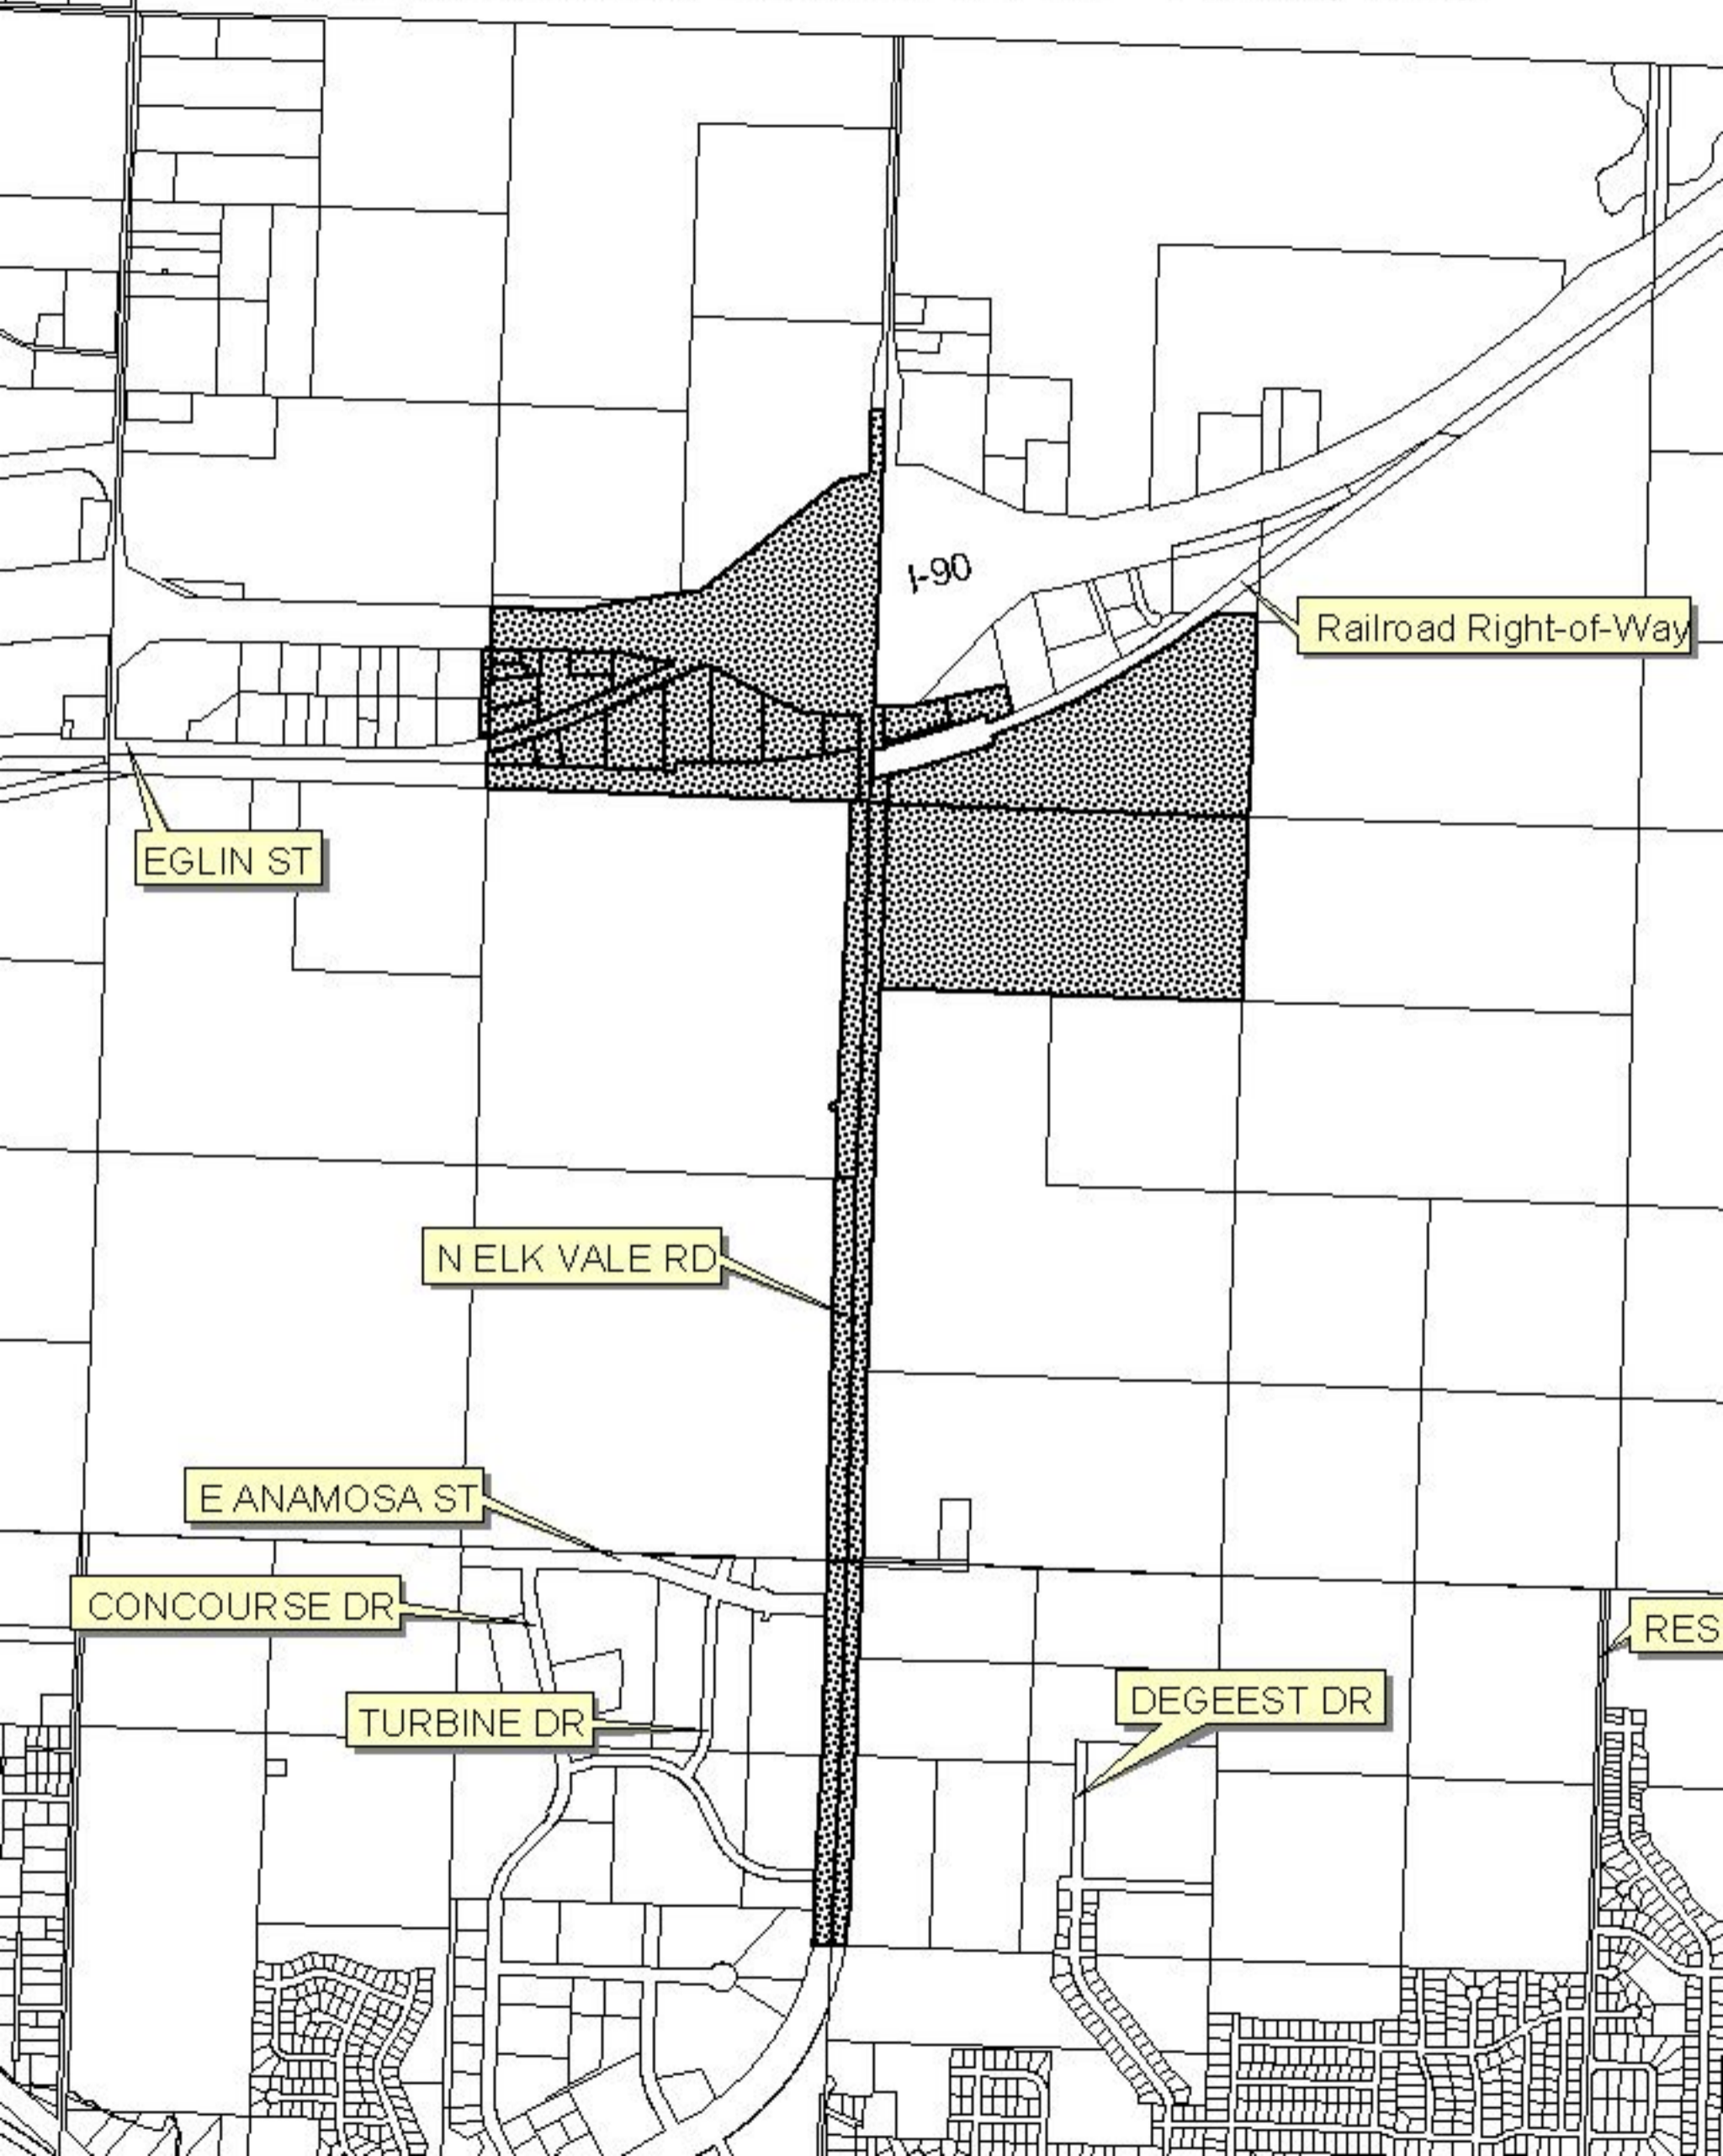 I-90
Railroad Right-of-Way
EGLIN ST
N ELK VALE RD
E ANAMOSA ST
CONCOURSE DR
RES
TURBINE DR
DEGEEST DR